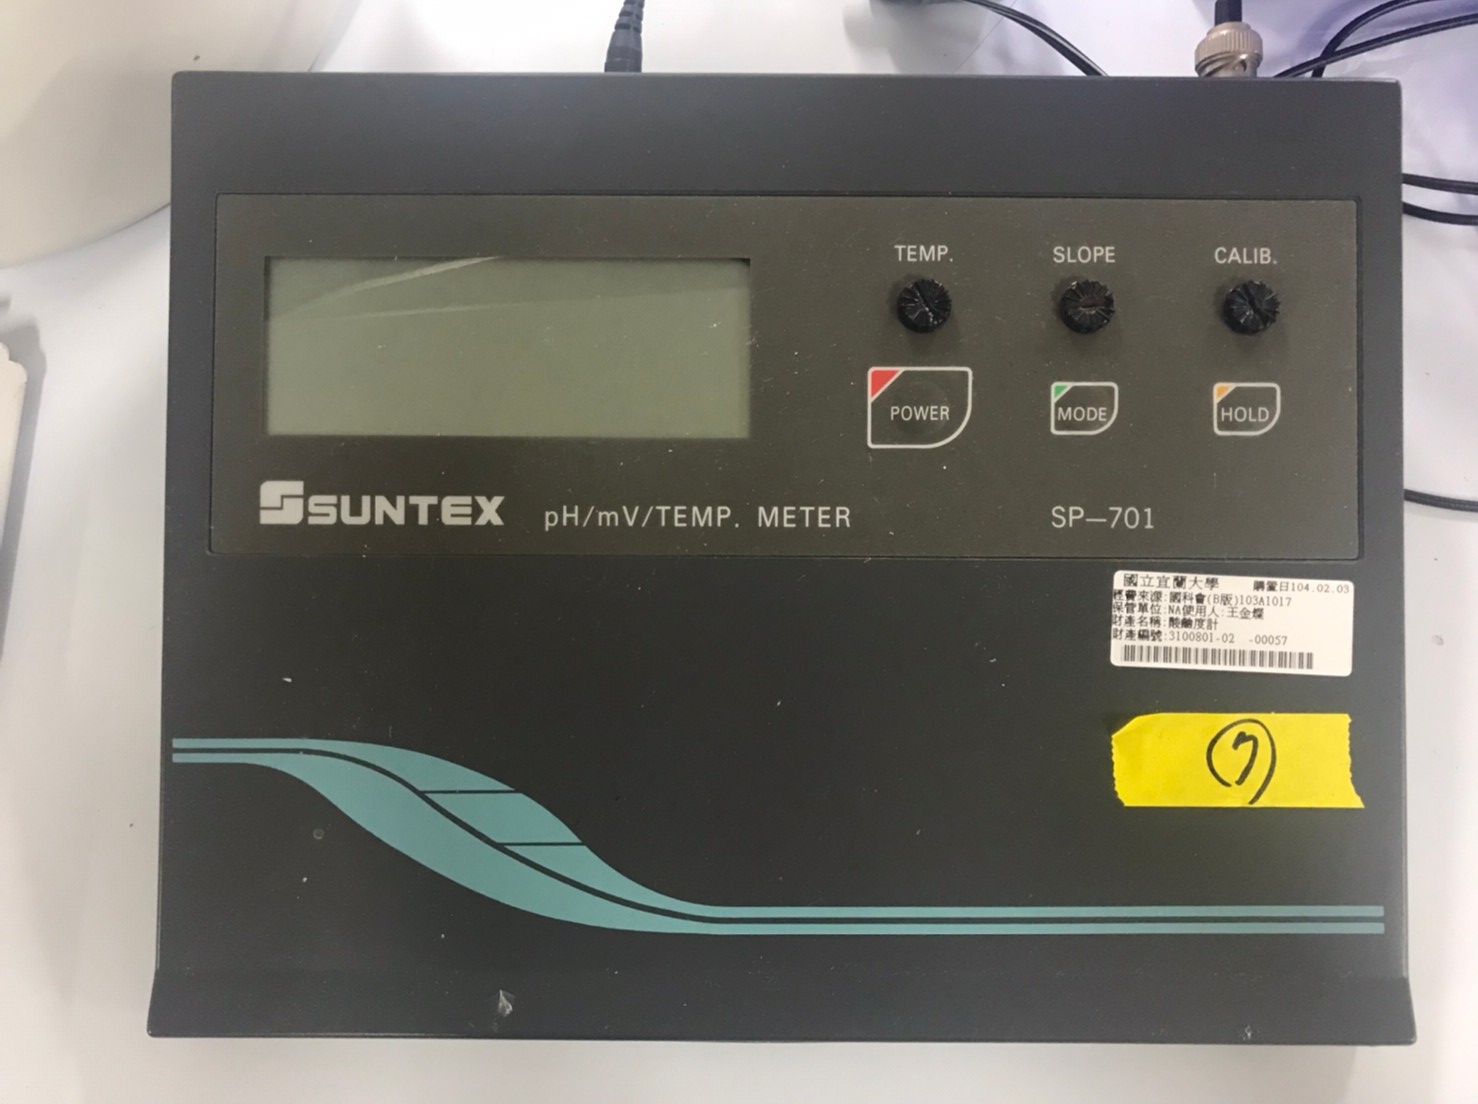 TEMP. SLOPE CALIB.
POWER MODE HOLD
SUNTEX pH/mV/TEMP. METER SP—701
國立宜蘭大學 購置日104.02.03
經費來源:國科會(B版)103A1017
保管單位:NA使用人:王金燦
財產名稱:酸鹼度計
財產編號:3100801-02 -00057
7